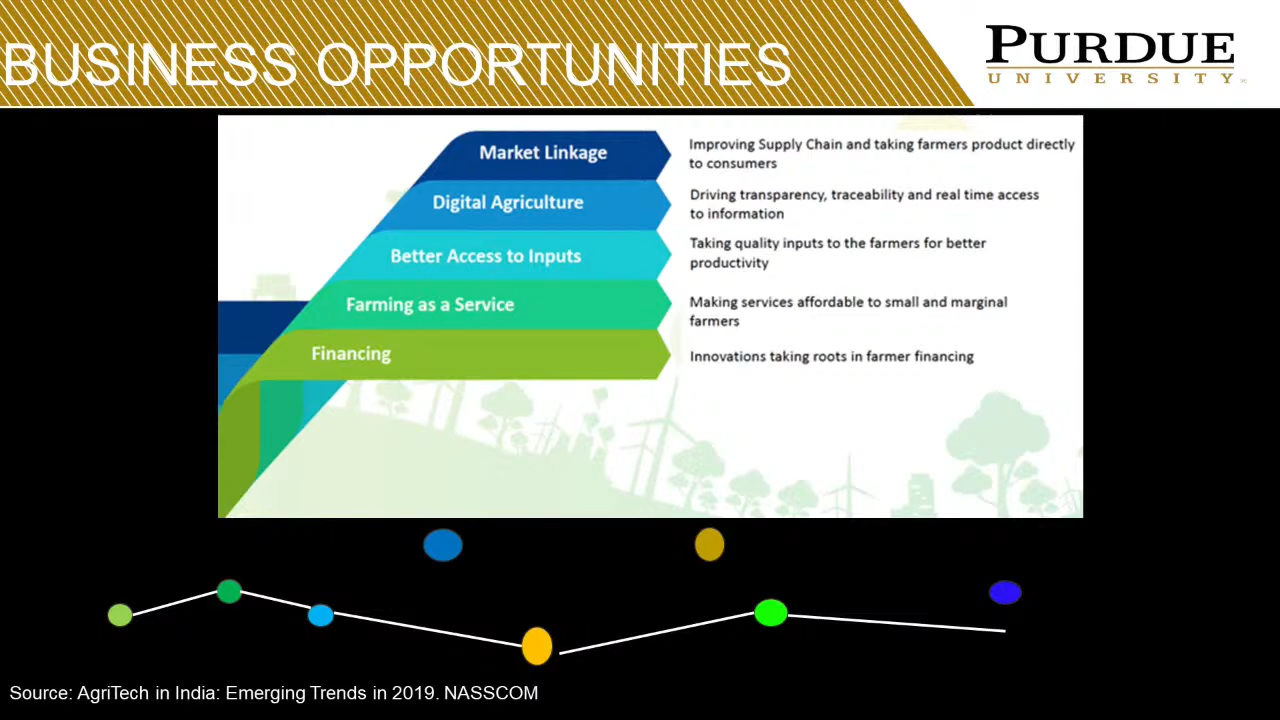 BUSINESS OPPORTUNITIES
PURDUE
UNIVERSITY
Market Linkage
Improving Supply Chain and taking farmers product directly
to consumers
Digital Agriculture
Driving transparency, traceability and real time access
to information
Better Access to Inputs
Taking quality inputs to the farmers for better
productivity
Farming as a Service
Making services affordable to small and marginal
farmers
Financing
Innovations taking roots in farmer financing
Source: AgriTech in India: Emerging Trends in 2019. NASSCOM